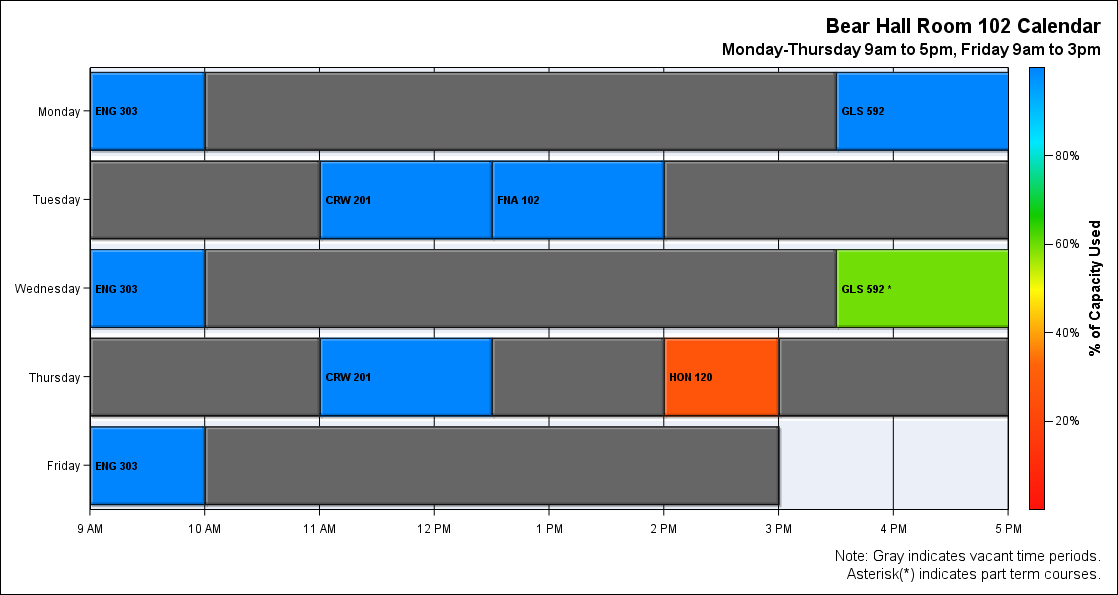 Bear Hall Room 102 Calendar
Monday-Thursday 9am to 5pm, Friday 9am to 3pm
Monday
ENG 303
GLS 592
80%
Tuesday
CRW 201
FNA 102
60%
% of Capacity Used
Wednesday
ENG 303
GLS 592 *
40%
Thursday
CRW 201
HON 120
20%
Friday
ENG 303
9 AM
10 AM
11 AM
12 PM
1 PM
2 PM
3 PM
4 PM
5 PM
Note: Gray indicates vacant time periods.
Asterisk(*) indicates part term courses.